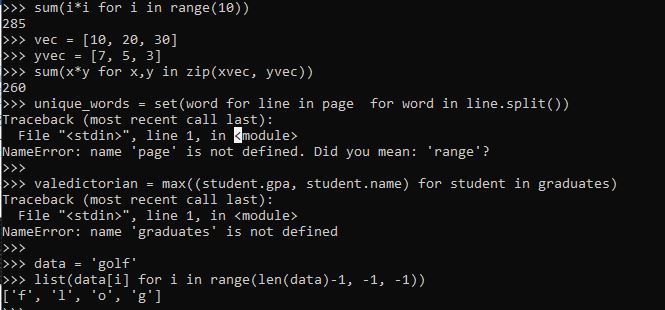 >>> sum(i*i for i in range(10))
285
>>> vec = [10, 20, 30]
>>> yvec = [7, 5, 3]
>>> sum(x*y for x,y in zip(xvec, yvec))
260
>>> unique_words = set(word for line in page  for word in line.split())
Traceback (most recent call last):
  File "<stdin>", line 1, in <module>
NameError: name 'page' is not defined. Did you mean: 'range'?
>>>
>>> valedictorian = max((student.gpa, student.name) for student in graduates)
Traceback (most recent call last):
  File "<stdin>", line 1, in <module>
NameError: name 'graduates' is not defined
>>>
>>> data = 'golf'
>>> list(data[i] for i in range(len(data)-1, -1, -1))
['f', 'l', 'o', 'g']
>>>